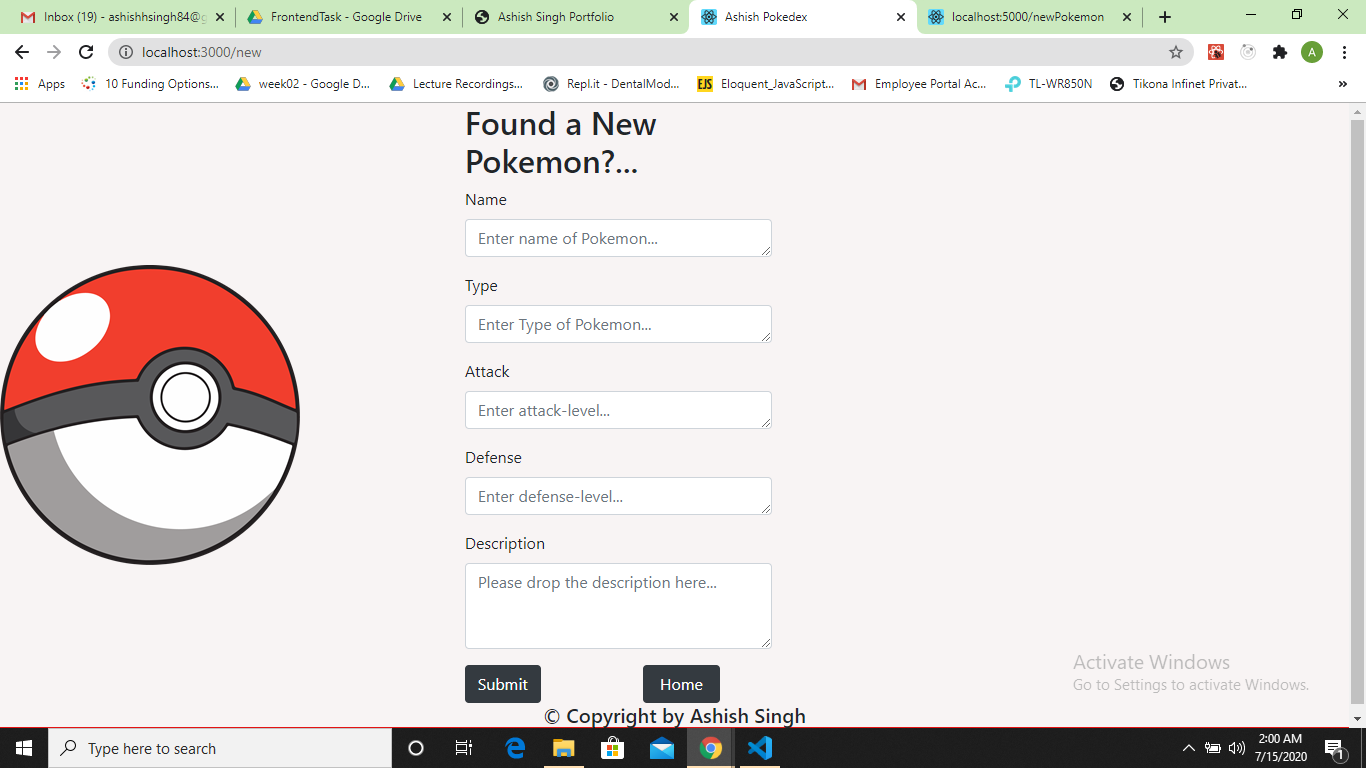 Inbox (19) - ashishhsingh84@g
FrontendTask - Google Drive
Ashish Singh Portfolio
Ashish Pokedex
localhost:5000/newPokemon
localhost:3000/new
A
Apps
10 Funding Options...
week02 - Google D...
Lecture Recordings...
Repl.it - DentalMod...
EJS
Eloquent_JavaScript...
Employee Portal Ac...
TL-WR850N
Tikona Infinet Privat...
»
Found a New
Pokemon?...
Name
Enter name of Pokemon...
Type
Enter Type of Pokemon...
Attack
Enter attack-level...
Defense
Enter defense-level...
Description
Please drop the description here...
Submit
Home
© Copyright by Ashish Singh
Activate Windows
Go to Settings to activate Windows.
Type here to search
2:00 AM
7/15/2020
1